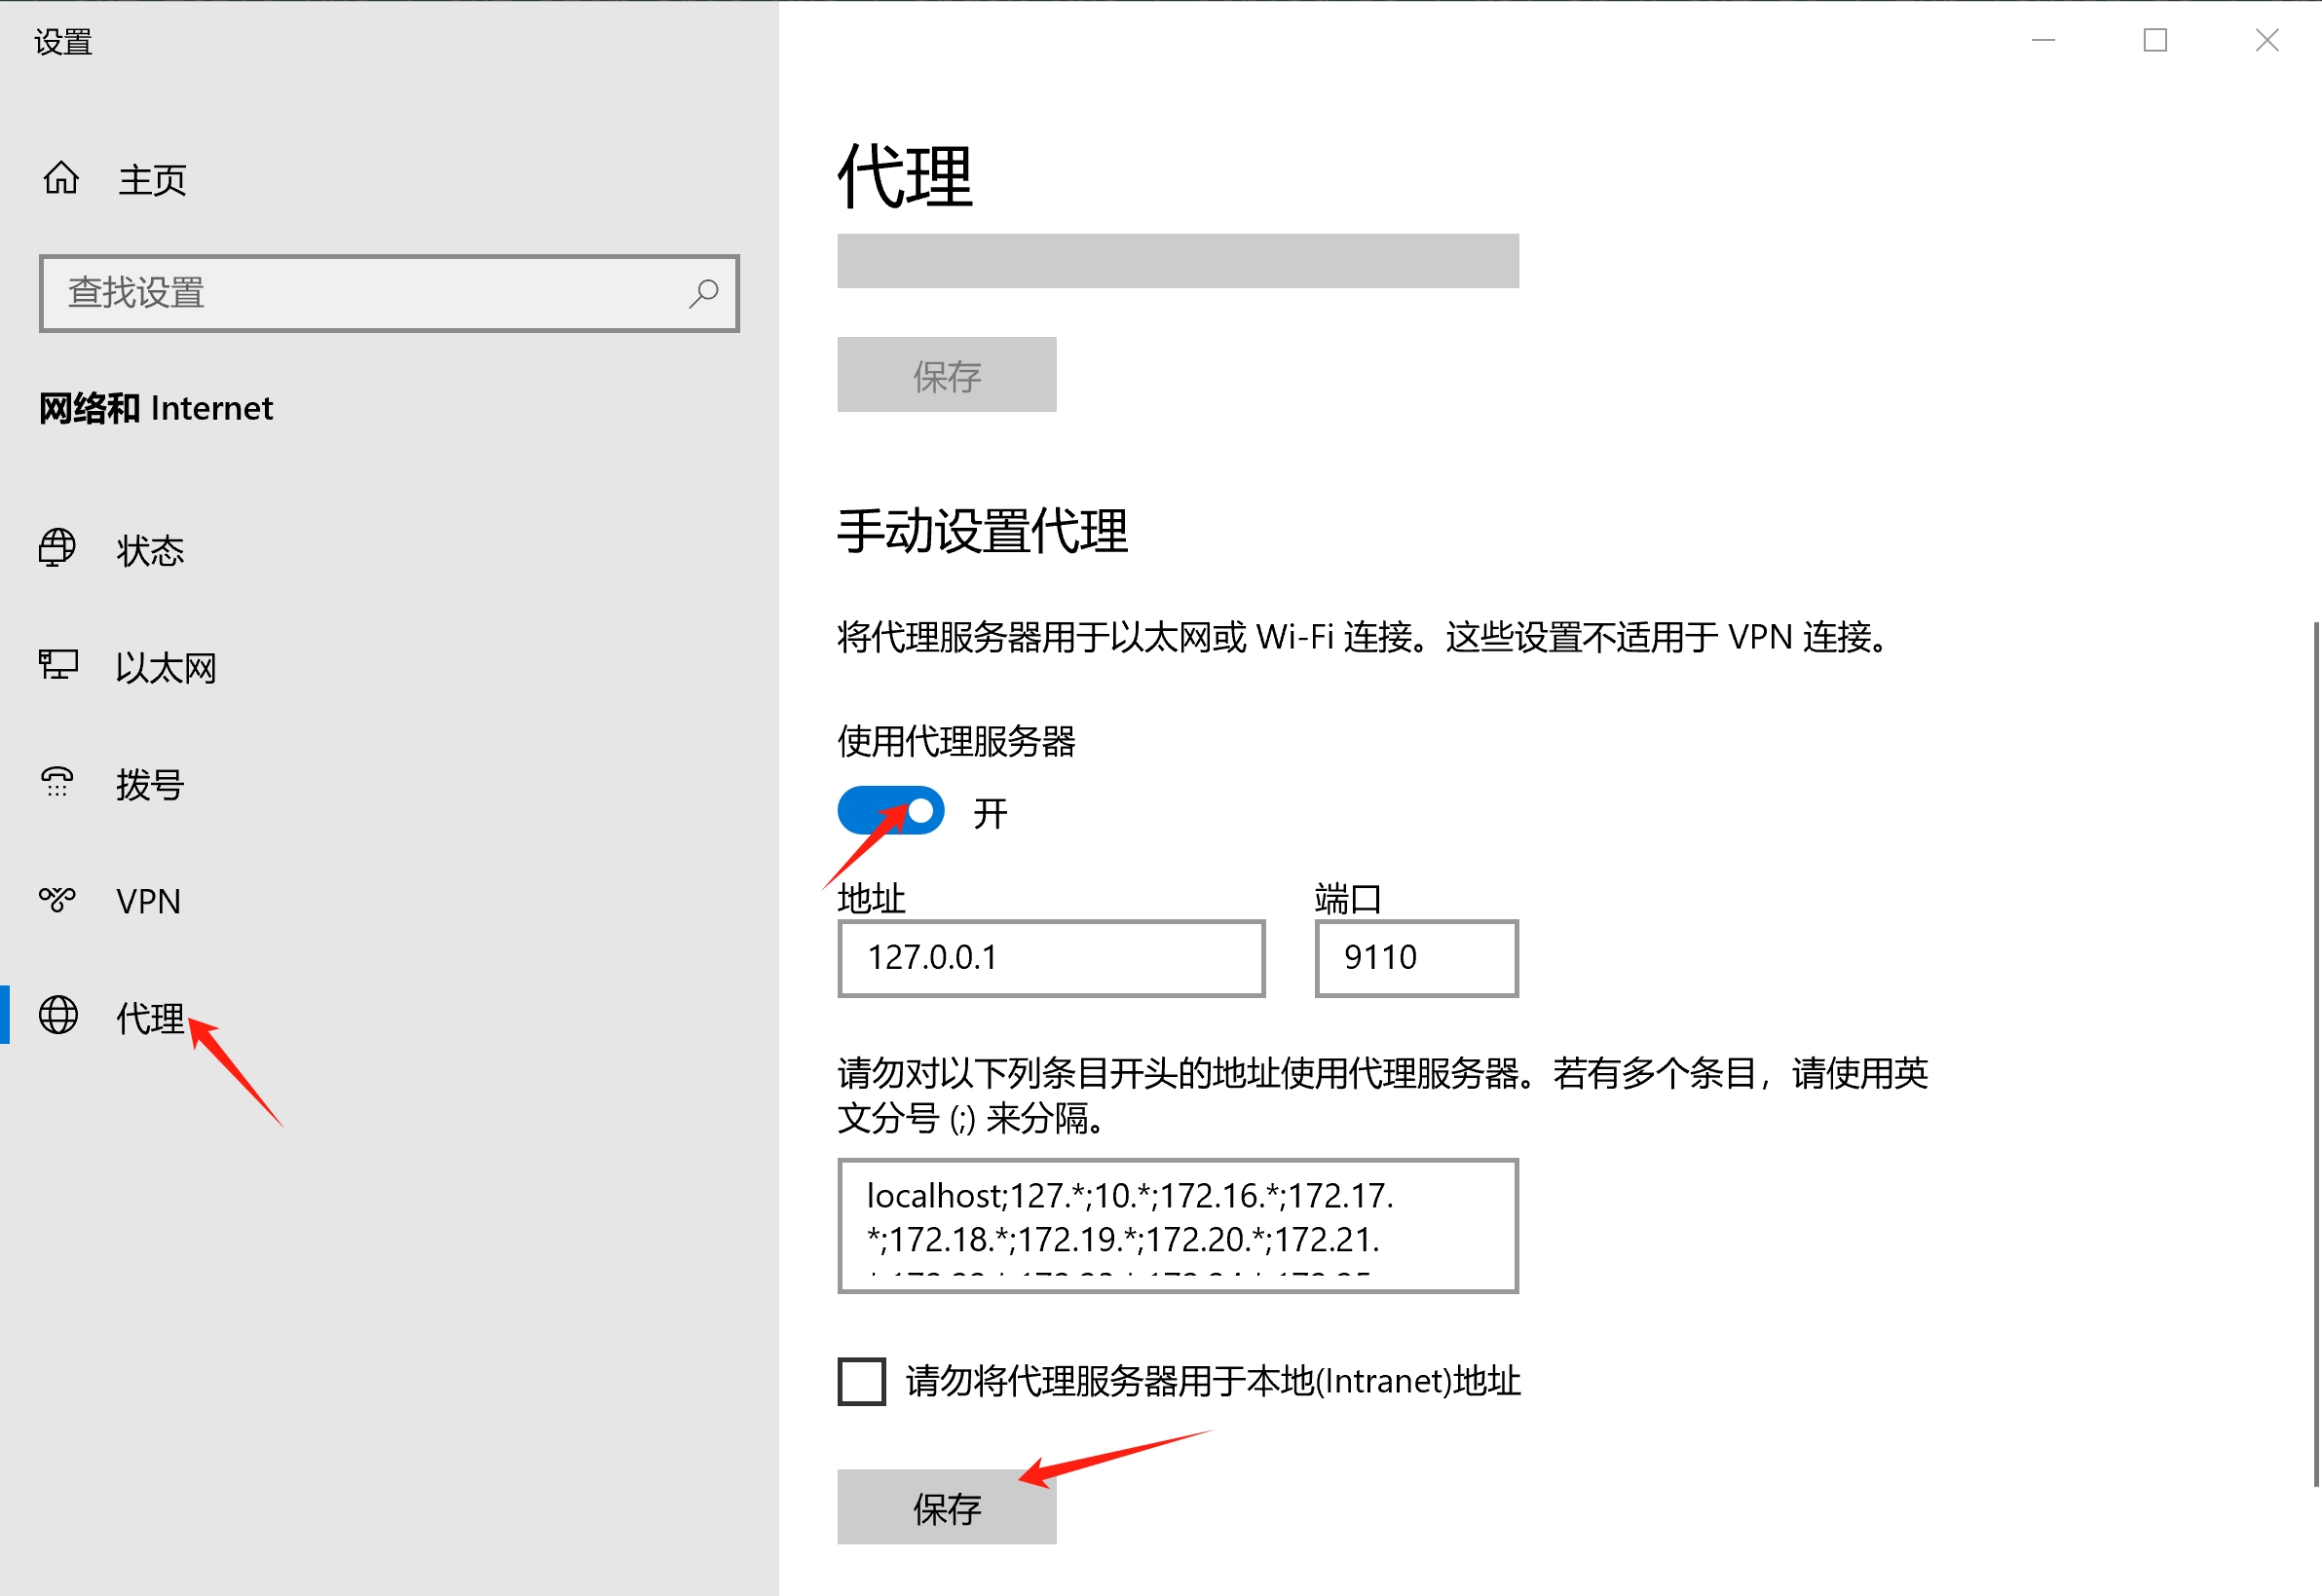 设置
主页
查找设置
网络和 Internet
状态
以太网
拨号
VPN
代理
代理
保存
手动设置代理
将代理服务器用于以太网或 Wi-Fi 连接。这些设置不适用于 VPN 连接。
使用代理服务器
开
地址
端口
127.0.0.1
9110
请勿对以下列条目开头的地址使用代理服务器。若有多个条目，请使用英
文分号 (;) 来分隔。
localhost;127.*;10.*;172.16.*;172.17.
*;172.18.*;172.19.*;172.20.*;172.21.
请勿将代理服务器用于本地(Intranet)地址
保存